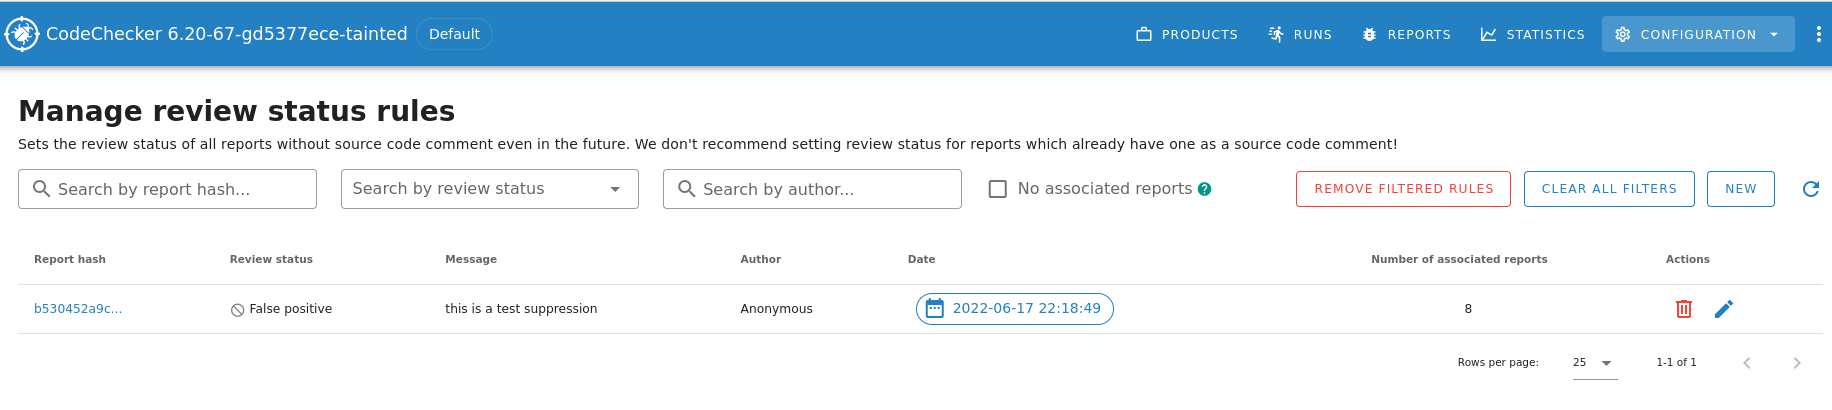 CodeChecker 6.20-67-gd5377ece-tainted Default PRODUCTS RUNS REPORTS STATISTICS CONFIGURATION
Manage review status rules
Sets the review status of all reports without source code comment even in the future. We don't recommend setting review status for reports which already have one as a source code comment!
Search by report hash... Search by review status Search by author... No associated reports ? REMOVE FILTERED RULES CLEAR ALL FILTERS NEW
Report hash Review status Message Author Date Number of associated reports Actions
b530452a9c... False positive this is a test suppression Anonymous 2022-06-17 22:18:49 8
Rows per page: 25 1-1 of 1